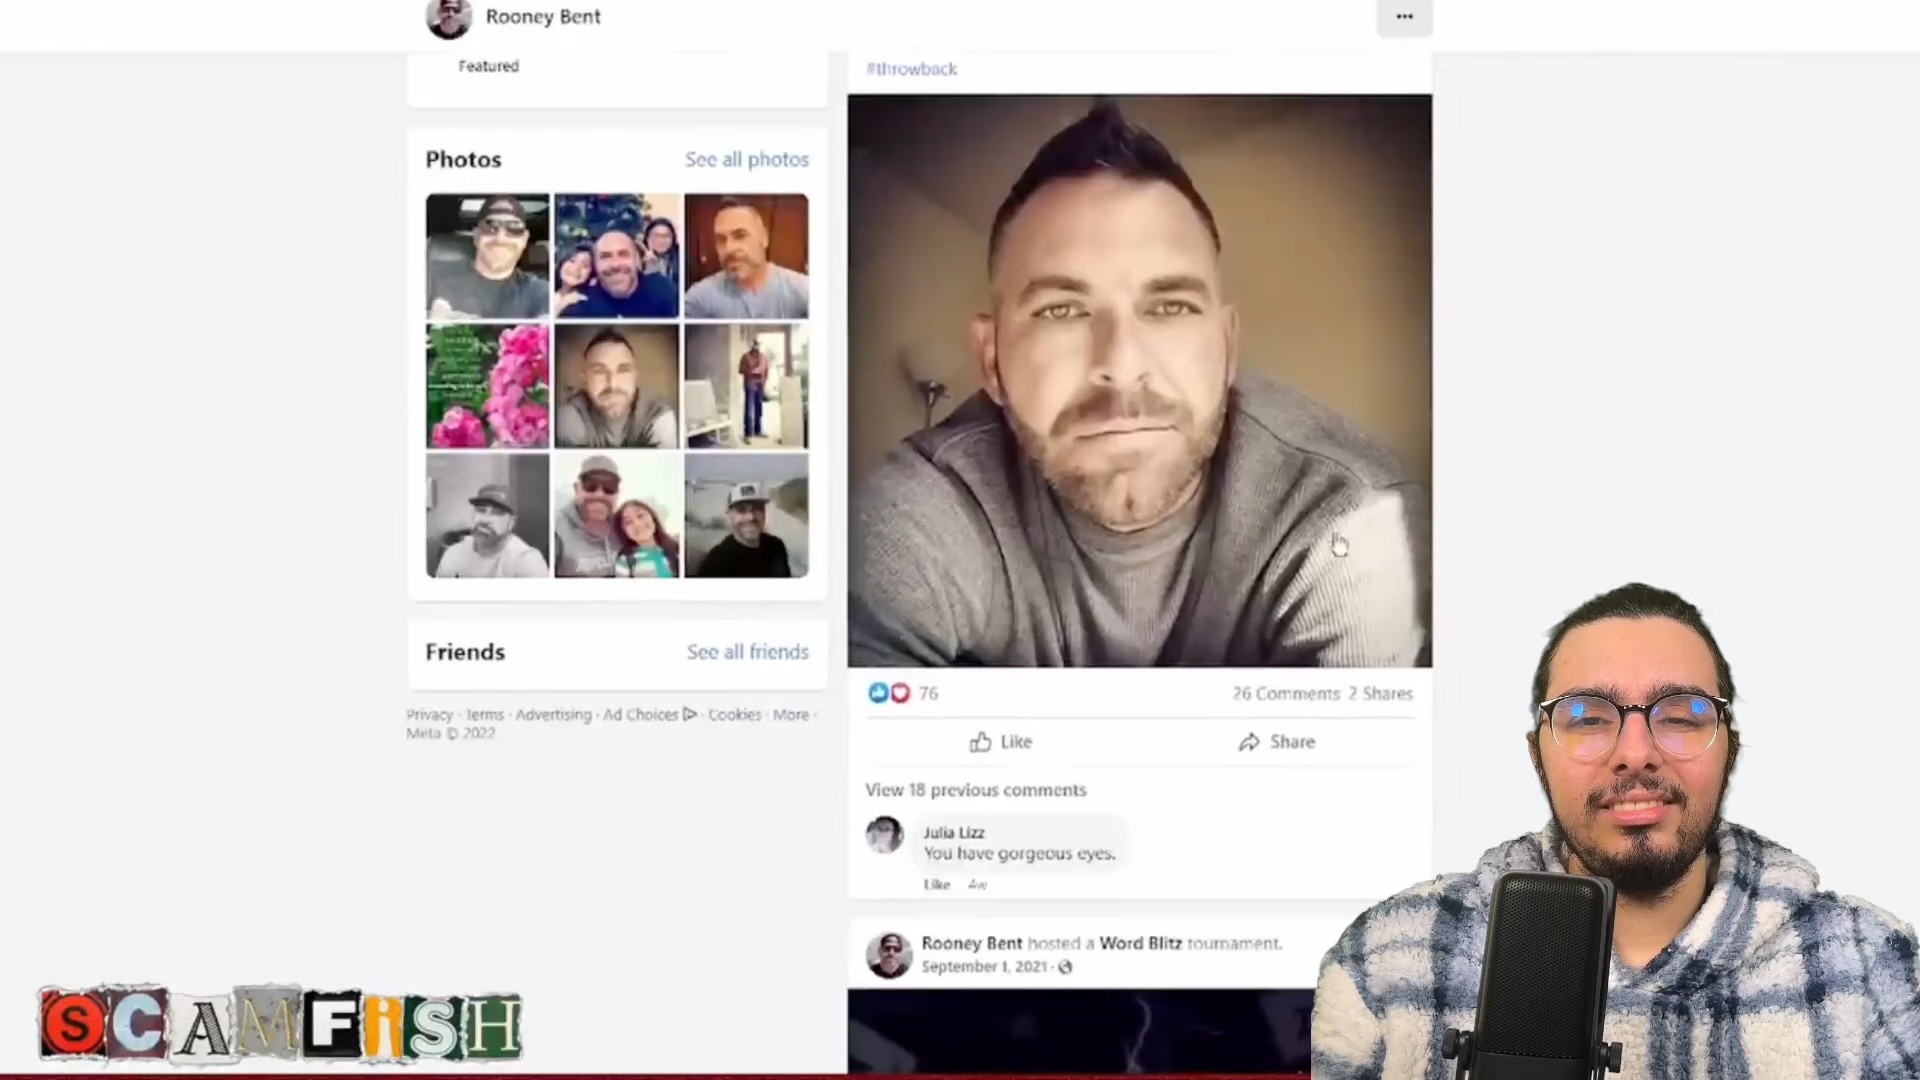 Rooney Bent
Featured
#throwback
Photos
See all photos
Friends
See all friends
Privacy · Terms · Advertising · Ad Choices · Cookies · More ·
Meta © 2022
76
26 Comments 2 Shares
Like
Share
View 18 previous comments
Julia Lizz
You have gorgeous eyes.
Like 4w
Rooney Bent hosted a Word Blitz tournament.
September 1, 2021 ·
SCAMFiSH